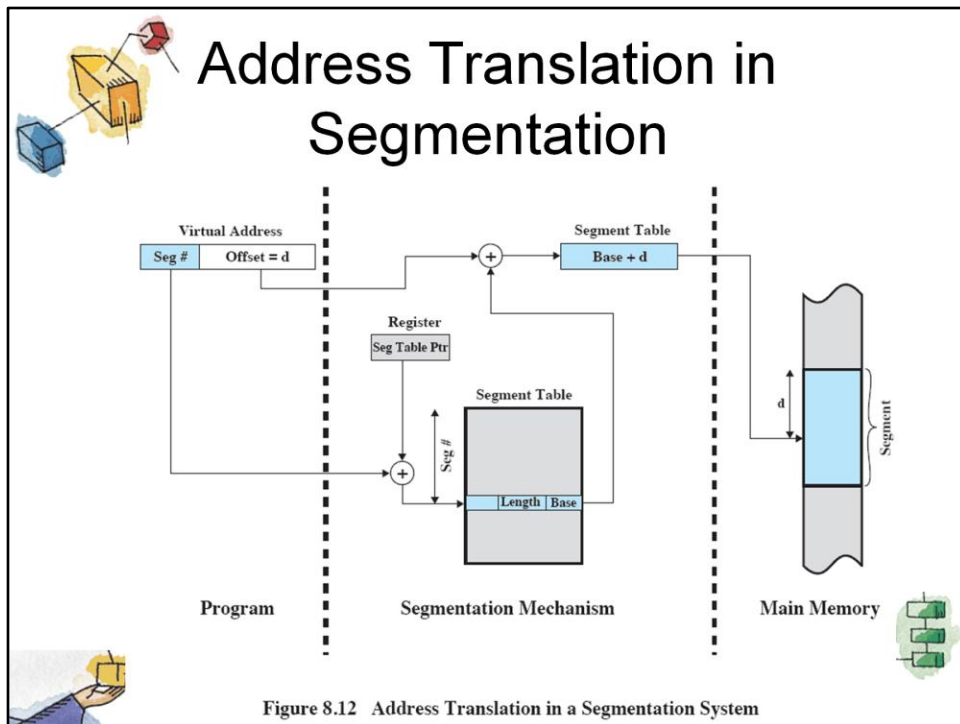 Address Translation in
Segmentation
Virtual Address
Seg # Offset = d
+
Segment Table
Base + d
Register
Seg Table Ptr
Segment Table
Seg #
+
Length Base
d
Segment
Program
Segmentation Mechanism
Main Memory
Figure 8.12 Address Translation in a Segmentation System